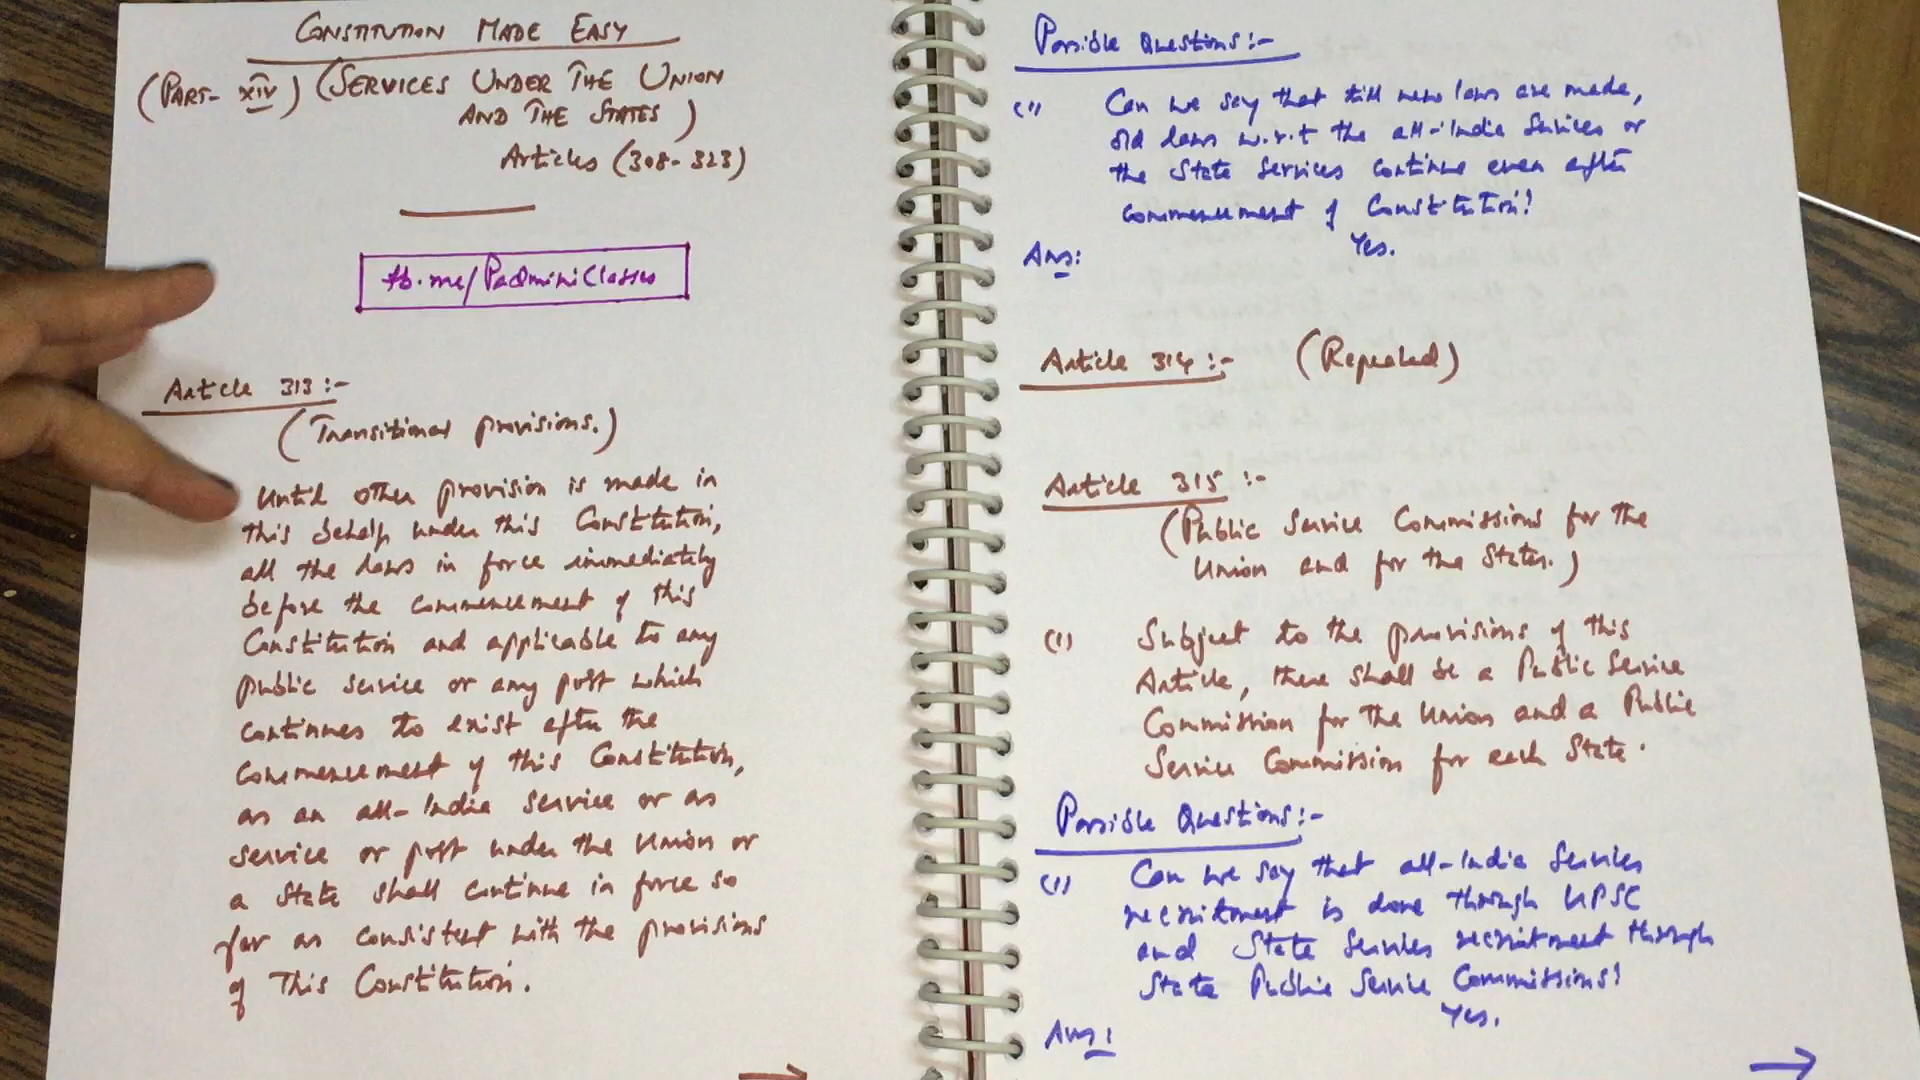 CONSTITUTION MADE EASY
(PART- XIV) (SERVICES UNDER THE UNION
AND THE STATES)
Articles (308-323)
fb.me/PadminiClasses
Article 313:-
(Transitional provisions.)
Until other provision is made in
this behalf under this Constitution,
all the laws in force immediately
before the commencement of this
Constitution and applicable to any
public service or any post which
continues to exist after the
commencement of this Constitution,
as an all-India service or as
service or post under the Union or
a State shall continue in force so
far as consistent with the provisions
of this Constitution.
Possible Questions:-
(1) Can we say that till new laws are made,
old laws w.r.t the all-India Services or
the State Services continue even after
commencement of Constitution?
Ans: Yes.
Article 314:- (Repealed)
Article 315:-
(Public Service Commissions for the
Union and for the States.)
(1) Subject to the provisions of this
Article, there shall be a Public Service
Commission for the Union and a Public
Service Commission for each State.
Possible Questions:-
(1) Can we say that all-India Services
recruitment is done through UPSC
and State Services recruitment through
State Public Service Commissions?
Ans: Yes.